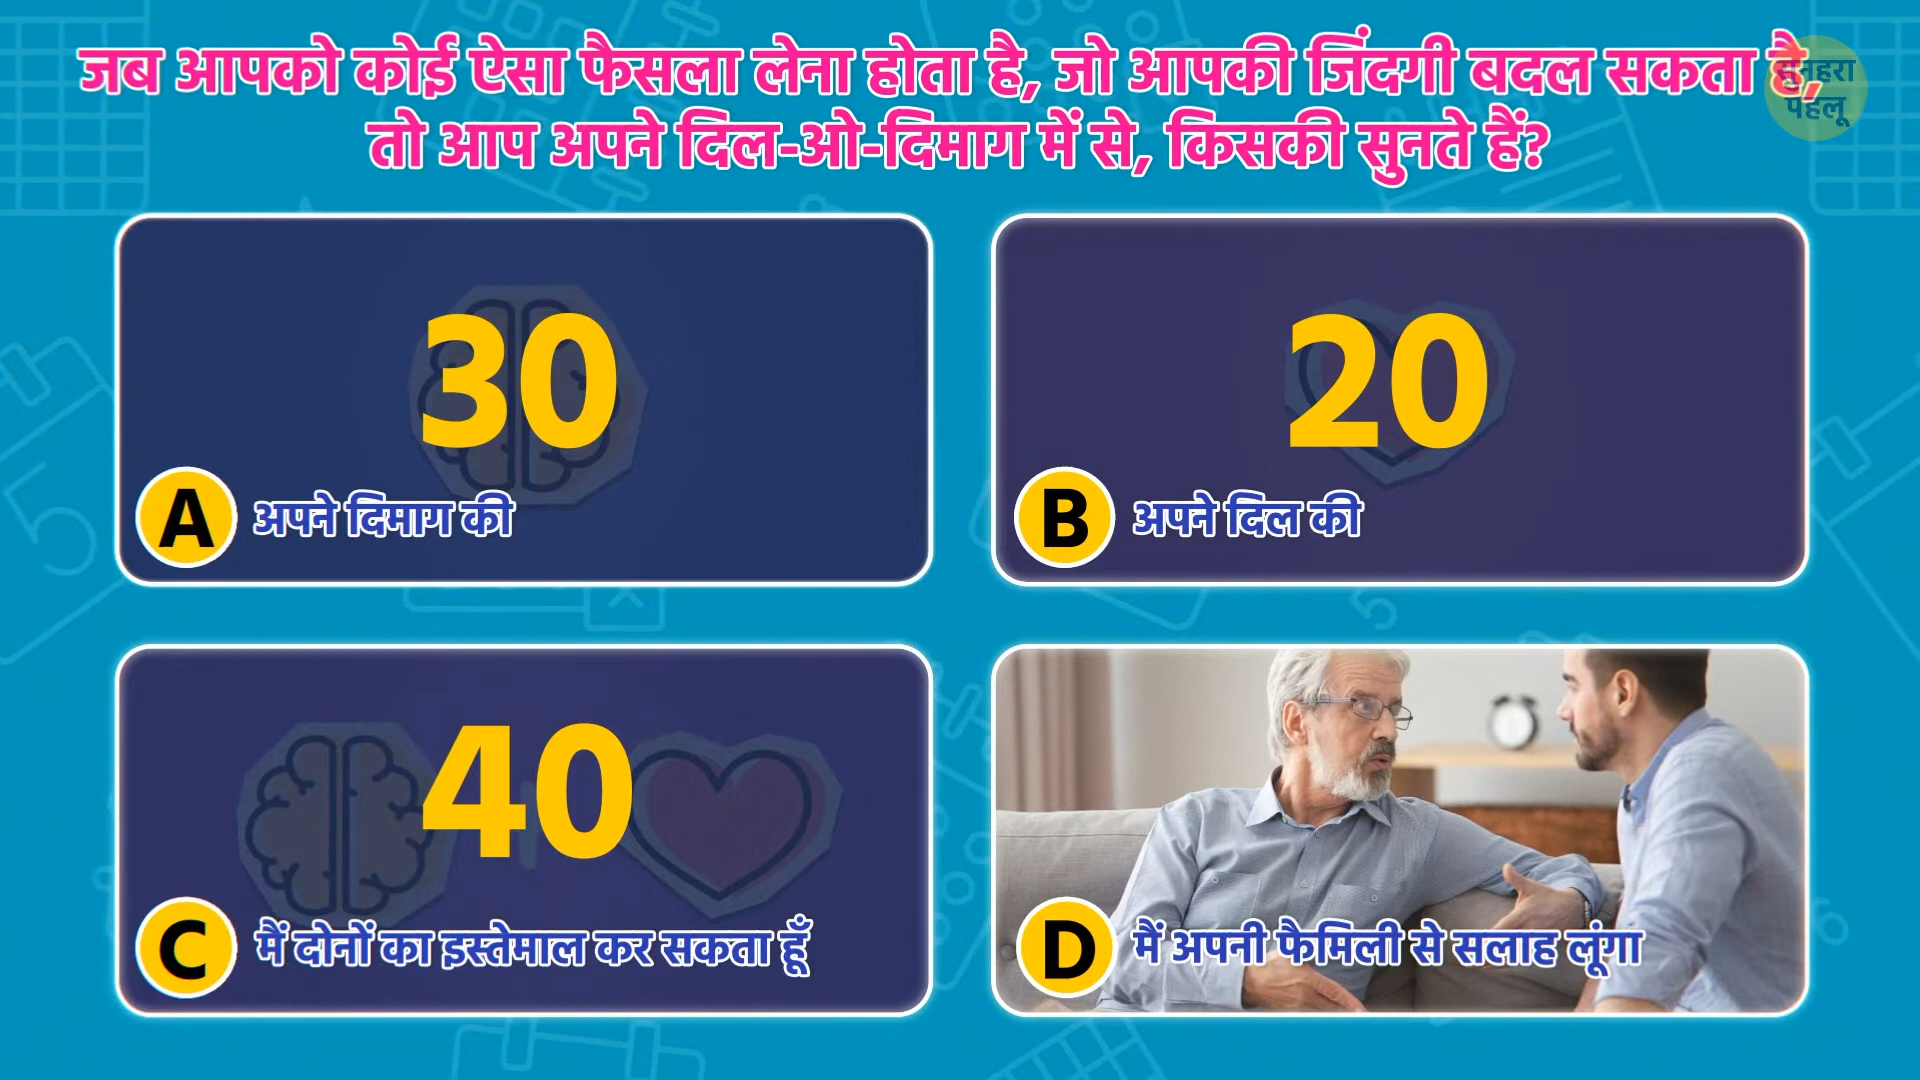 जब आपको कोई ऐसा फैसला लेना होता है, जो आपकी जिंदगी बदल सकता है,
तो आप अपने दिल-ओ-दिमाग में से, किसकी सुनते हैं?
सुनहरा
पहलू
30
A अपने दिमाग की
20
B अपने दिल की
40
C मैं दोनों का इस्तेमाल कर सकता हूँ
D मैं अपनी फैमिली से सलाह लूंगा